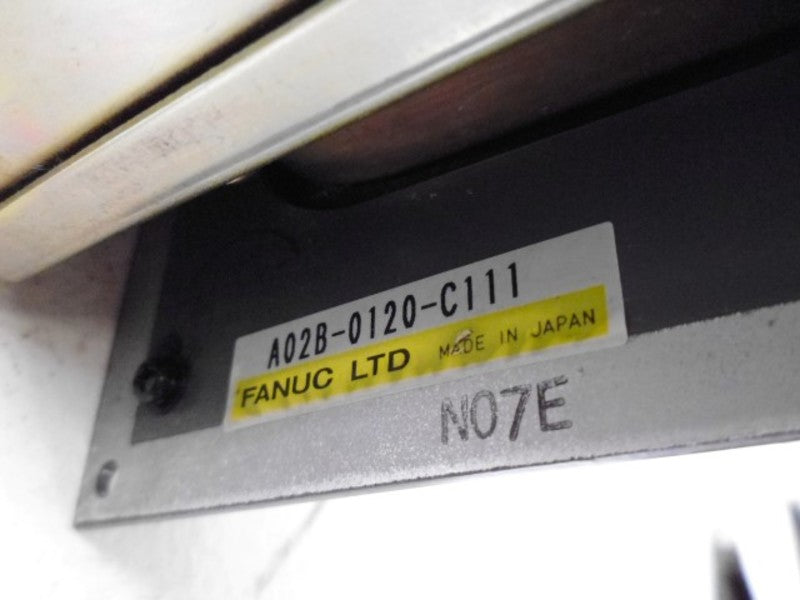 A02B-0120-C111
FANUC LTD MADE IN JAPAN
N07E